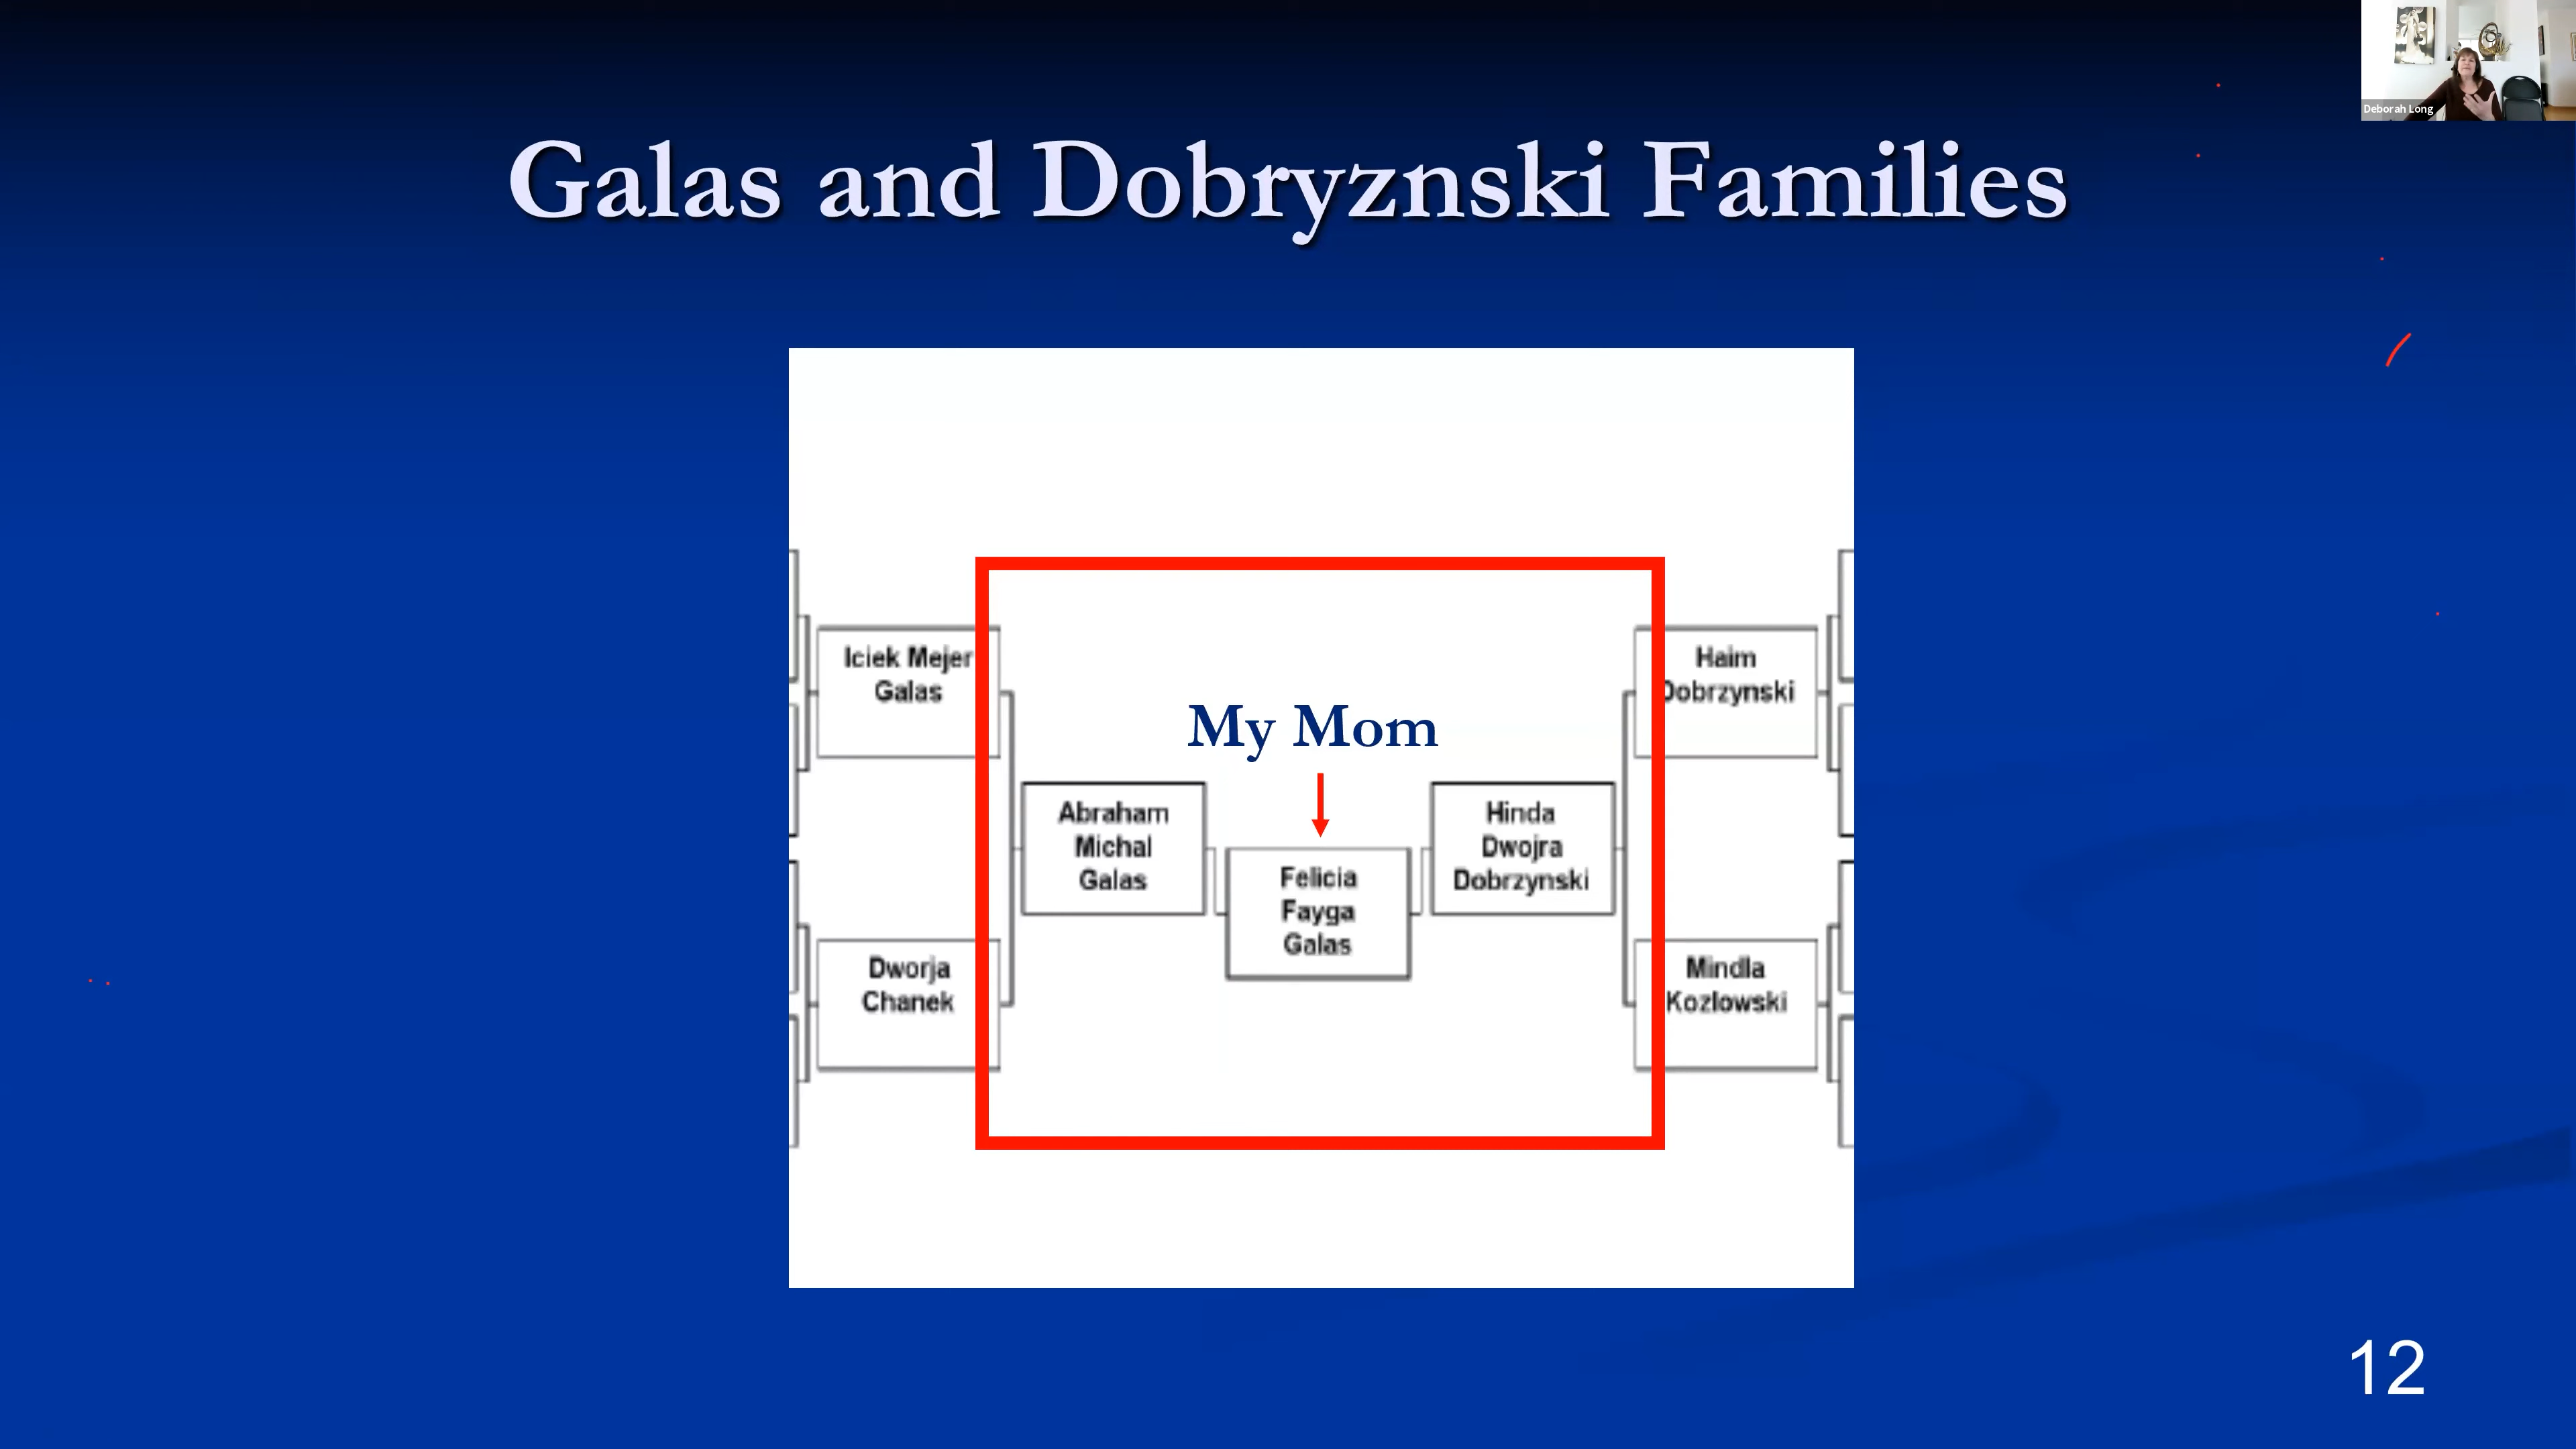 Deborah Long
Galas and Dobryznski Families
Iciek Mejer
Galas
Dworja
Chanek
My Mom
Abraham
Michal
Galas
Felicia
Fayga
Galas
Hinda
Dwojra
Dobrzynski
Haim
Dobrzynski
Mindla
Kozlowski
12